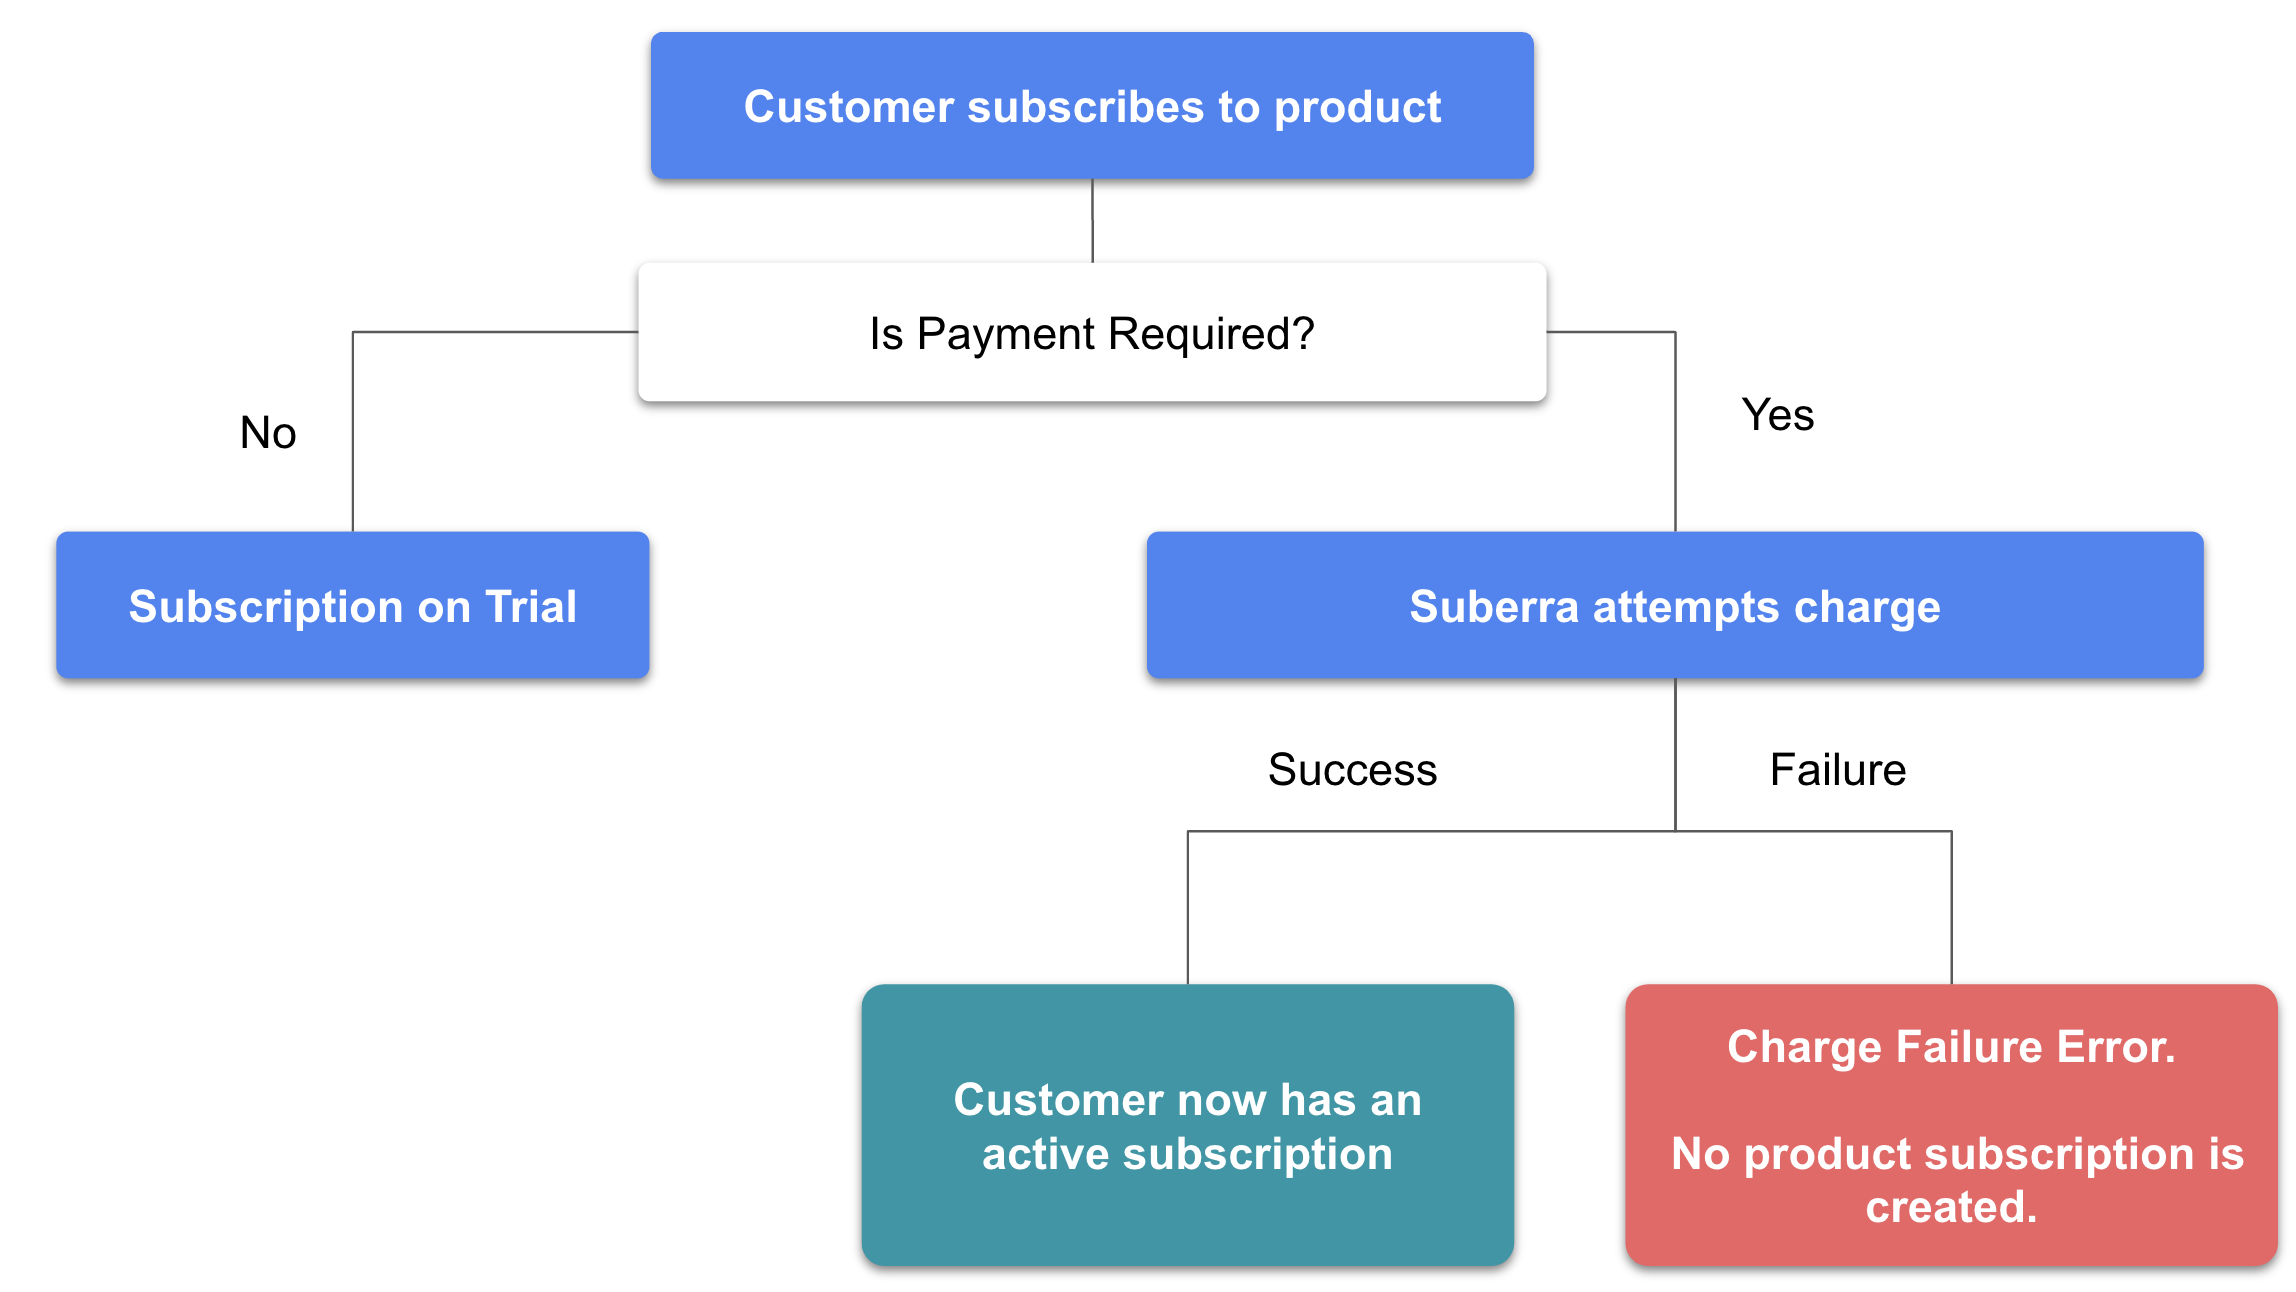 Customer subscribes to product
Is Payment Required?
No
Yes
Subscription on Trial
Suberra attempts charge
Success
Failure
Customer now has an
active subscription
Charge Failure Error.
No product subscription is
created.